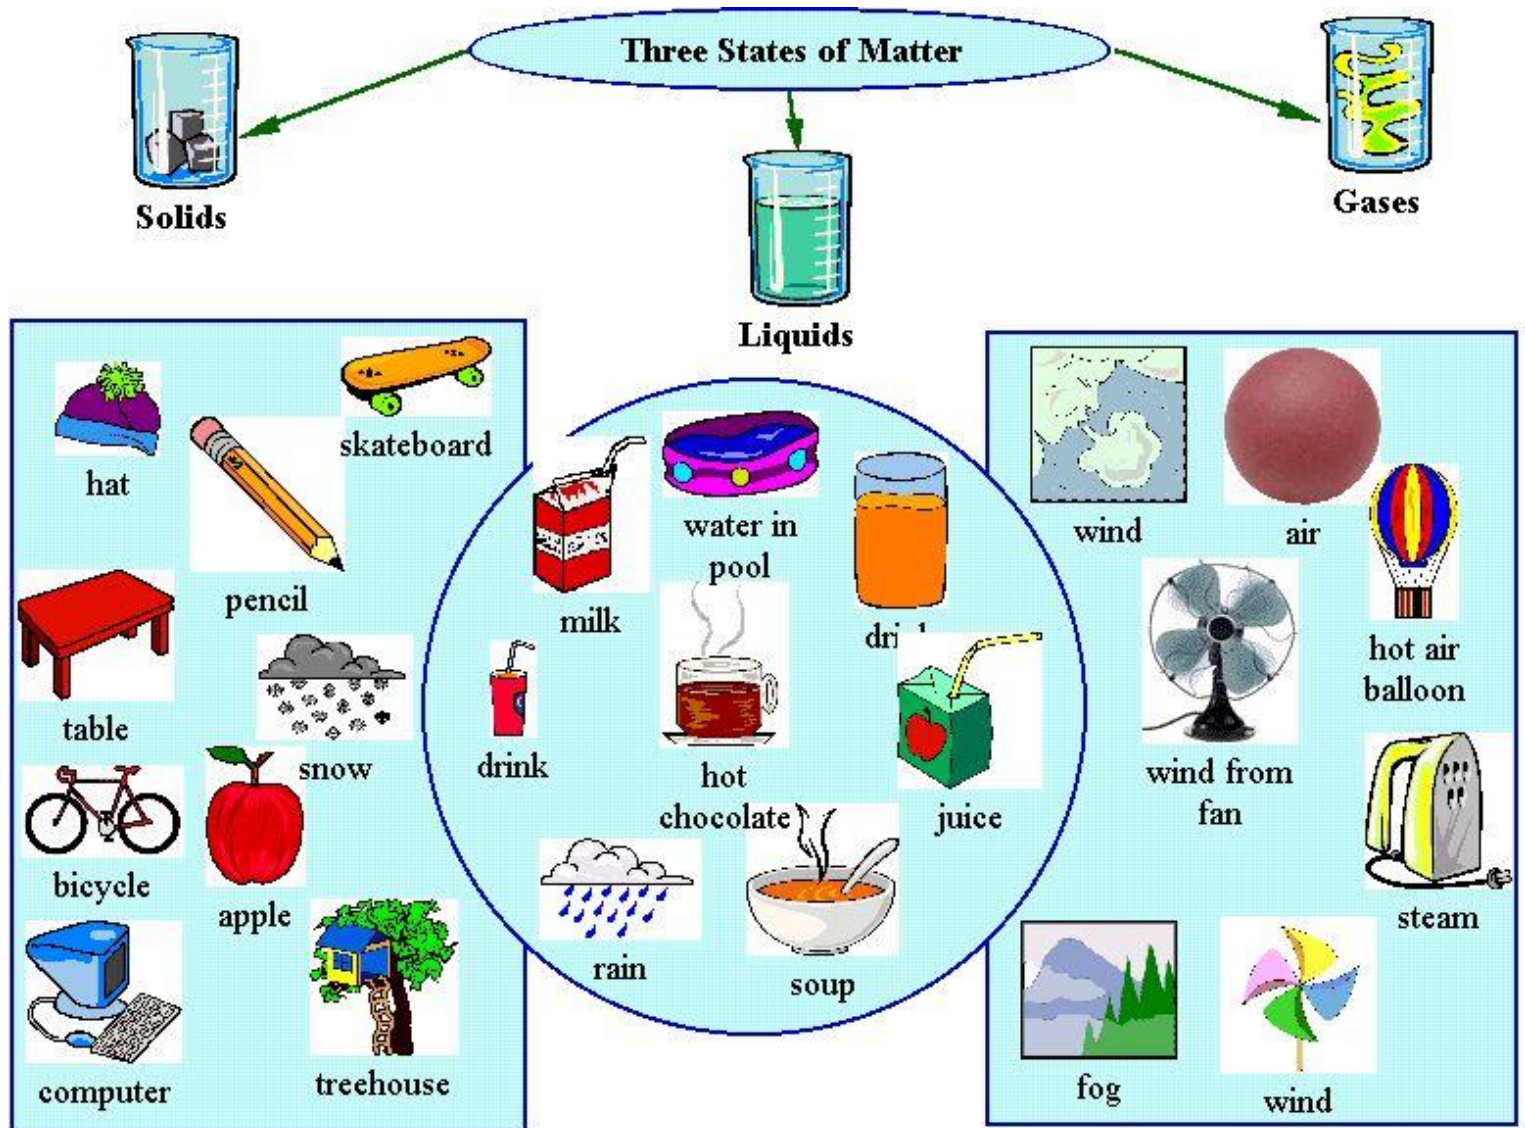 Three States of Matter
Solids
Liquids
Gases
hat
skateboard
pencil
table
snow
bicycle
apple
computer
treehouse
milk
water in
pool
drink
hot
chocolate
juice
rain
soup
wind
air
hot air
balloon
wind from
fan
steam
fog
wind